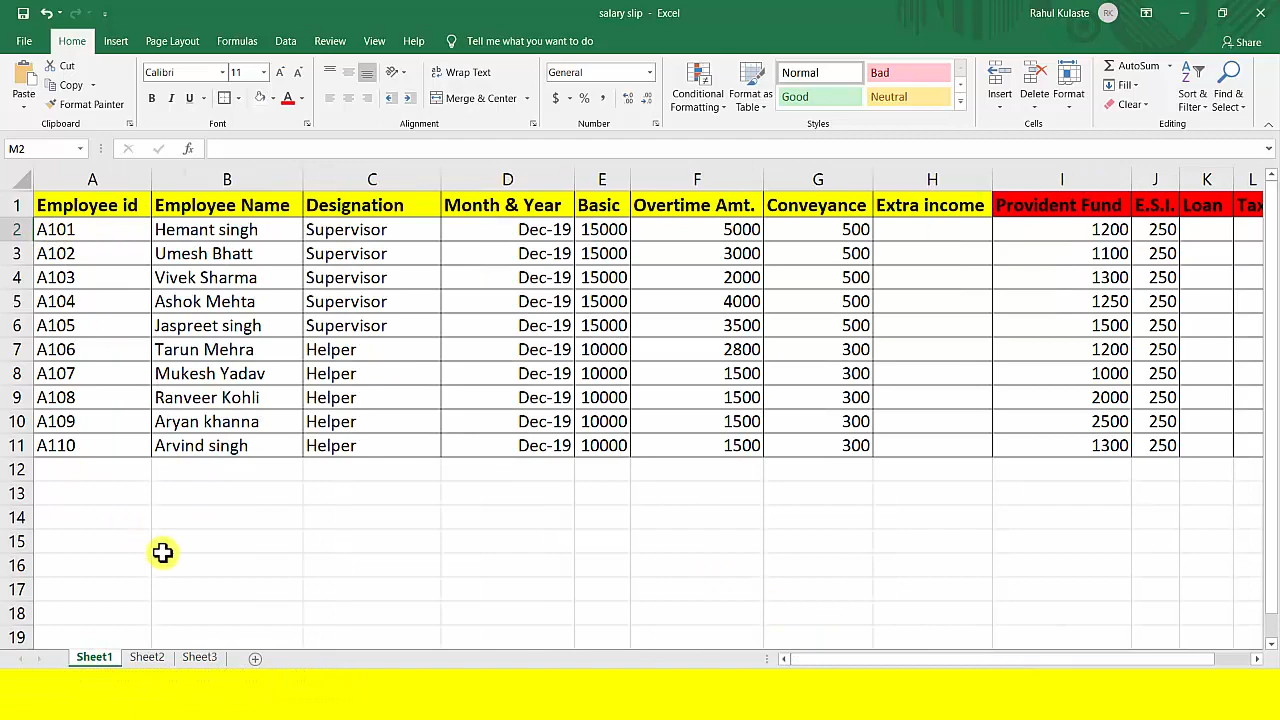 salary slip - Excel
Rahul Kulaste RK
File Home Insert Page Layout Formulas Data Review View Help Tell me what you want to do Share
Paste Cut Copy Format Painter
Calibri 11
B I U A
Wrap Text
Merge & Center
General
$ % ,
Conditional Formatting
Format as Table
Normal Bad
Good Neutral
Insert Delete Format
AutoSum
Fill
Clear
Sort & Filter
Find & Select
Clipboard Font Alignment Number Styles Cells Editing
M2 fx
A B C D E F G H I J K L
1 Employee id Employee Name Designation Month & Year Basic Overtime Amt. Conveyance Extra income Provident Fund E.S.I. Loan Tax
2 A101 Hemant singh Supervisor Dec-19 15000 5000 500 1200 250
3 A102 Umesh Bhatt Supervisor Dec-19 15000 3000 500 1100 250
4 A103 Vivek Sharma Supervisor Dec-19 15000 2000 500 1300 250
5 A104 Ashok Mehta Supervisor Dec-19 15000 4000 500 1250 250
6 A105 Jaspreet singh Supervisor Dec-19 15000 3500 500 1500 250
7 A106 Tarun Mehra Helper Dec-19 10000 2800 300 1200 250
8 A107 Mukesh Yadav Helper Dec-19 10000 1500 300 1000 250
9 A108 Ranveer Kohli Helper Dec-19 10000 1500 300 2000 250
10 A109 Aryan khanna Helper Dec-19 10000 1500 300 2500 250
11 A110 Arvind singh Helper Dec-19 10000 1500 300 1300 250
12
13
14
15
16
17
18
19
Sheet1 Sheet2 Sheet3